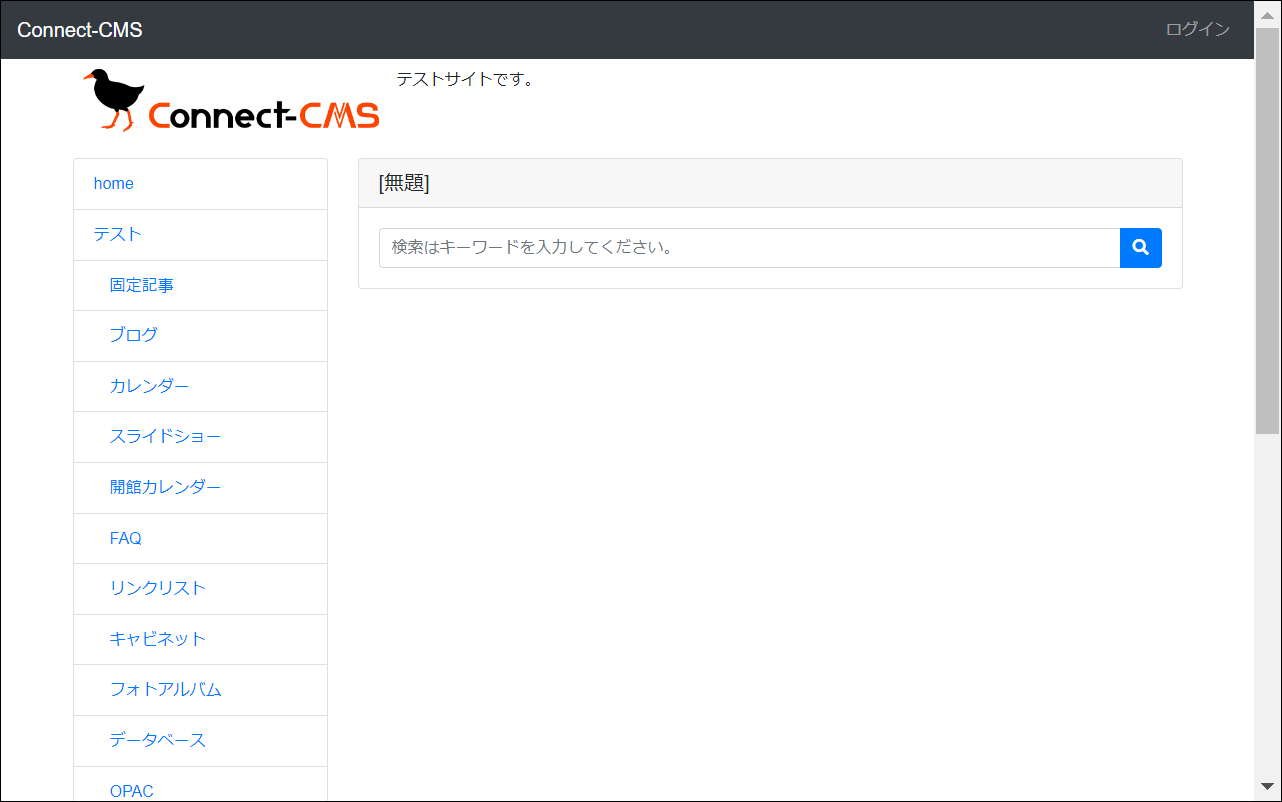 Connect-CMS
ログイン
Connect-CMS
テストサイトです。
home
テスト
固定記事
ブログ
カレンダー
スライドショー
開館カレンダー
FAQ
リンクリスト
キャビネット
フォトアルバム
データベース
OPAC
[無題]
検索はキーワードを入力してください。